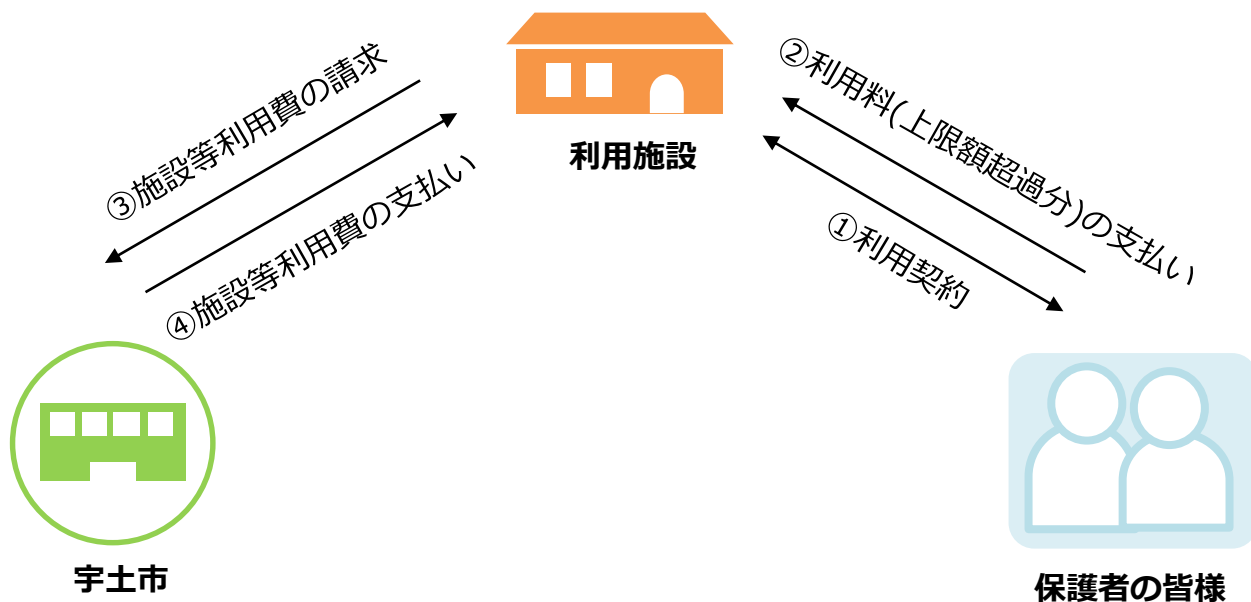 ③施設等利用費の請求
④施設等利用費の支払い
利用施設
②利用料(上限額超過分)の支払い
①利用契約
宇土市
保護者の皆様